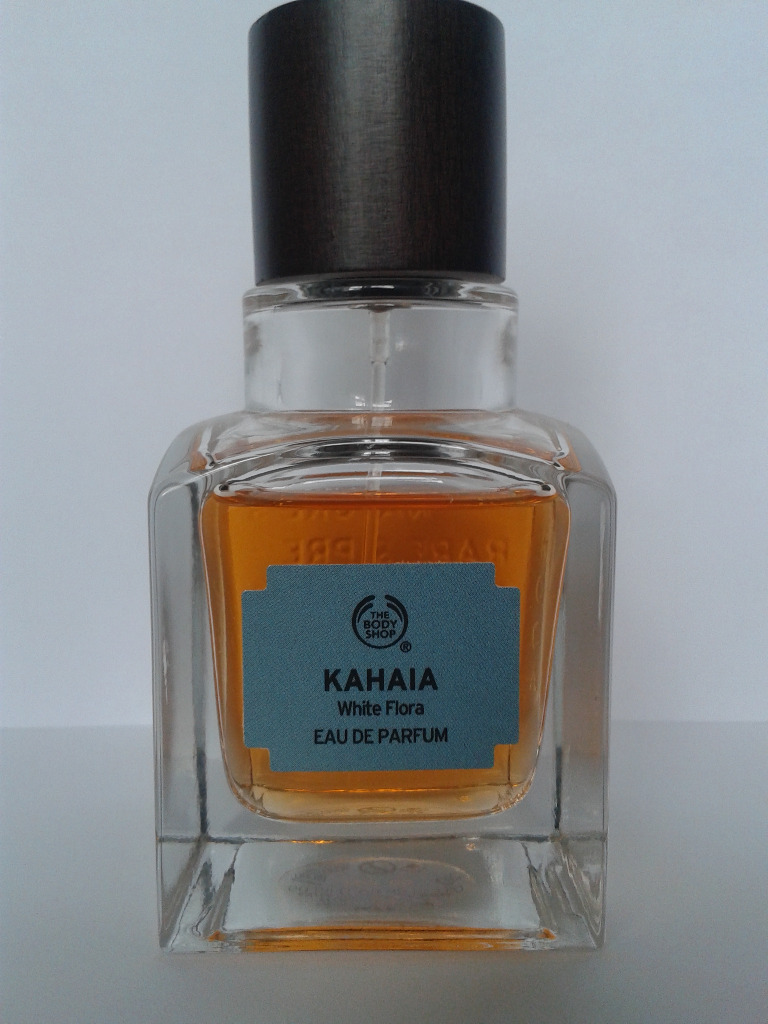 THE
BODY
SHOP
®
KAHAIA
White Flora
EAU DE PARFUM